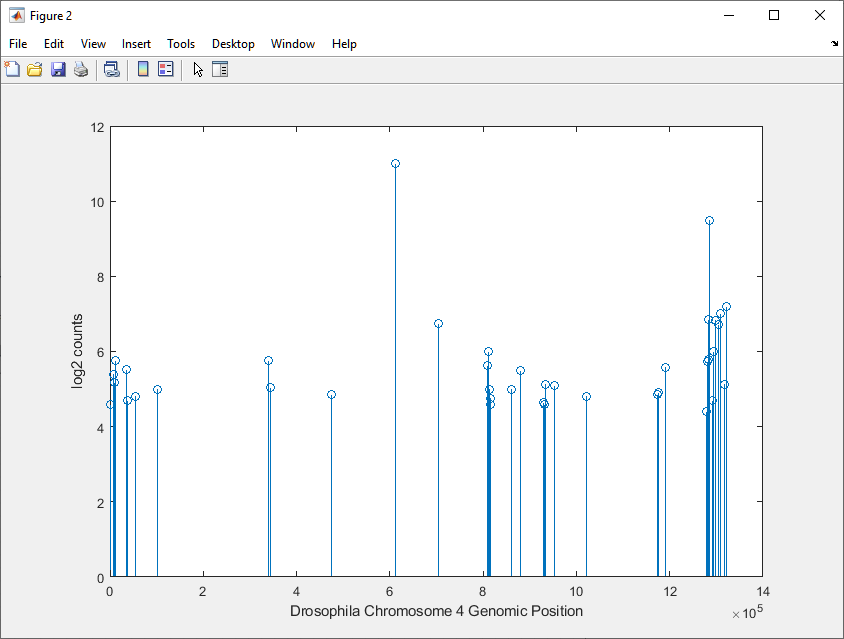 Figure 2
File Edit View Insert Tools Desktop Window Help
12
10
8
6
4
2
0
log2 counts
0 2 4 6 8 10 12 14
Drosophila Chromosome 4 Genomic Position
×10^5